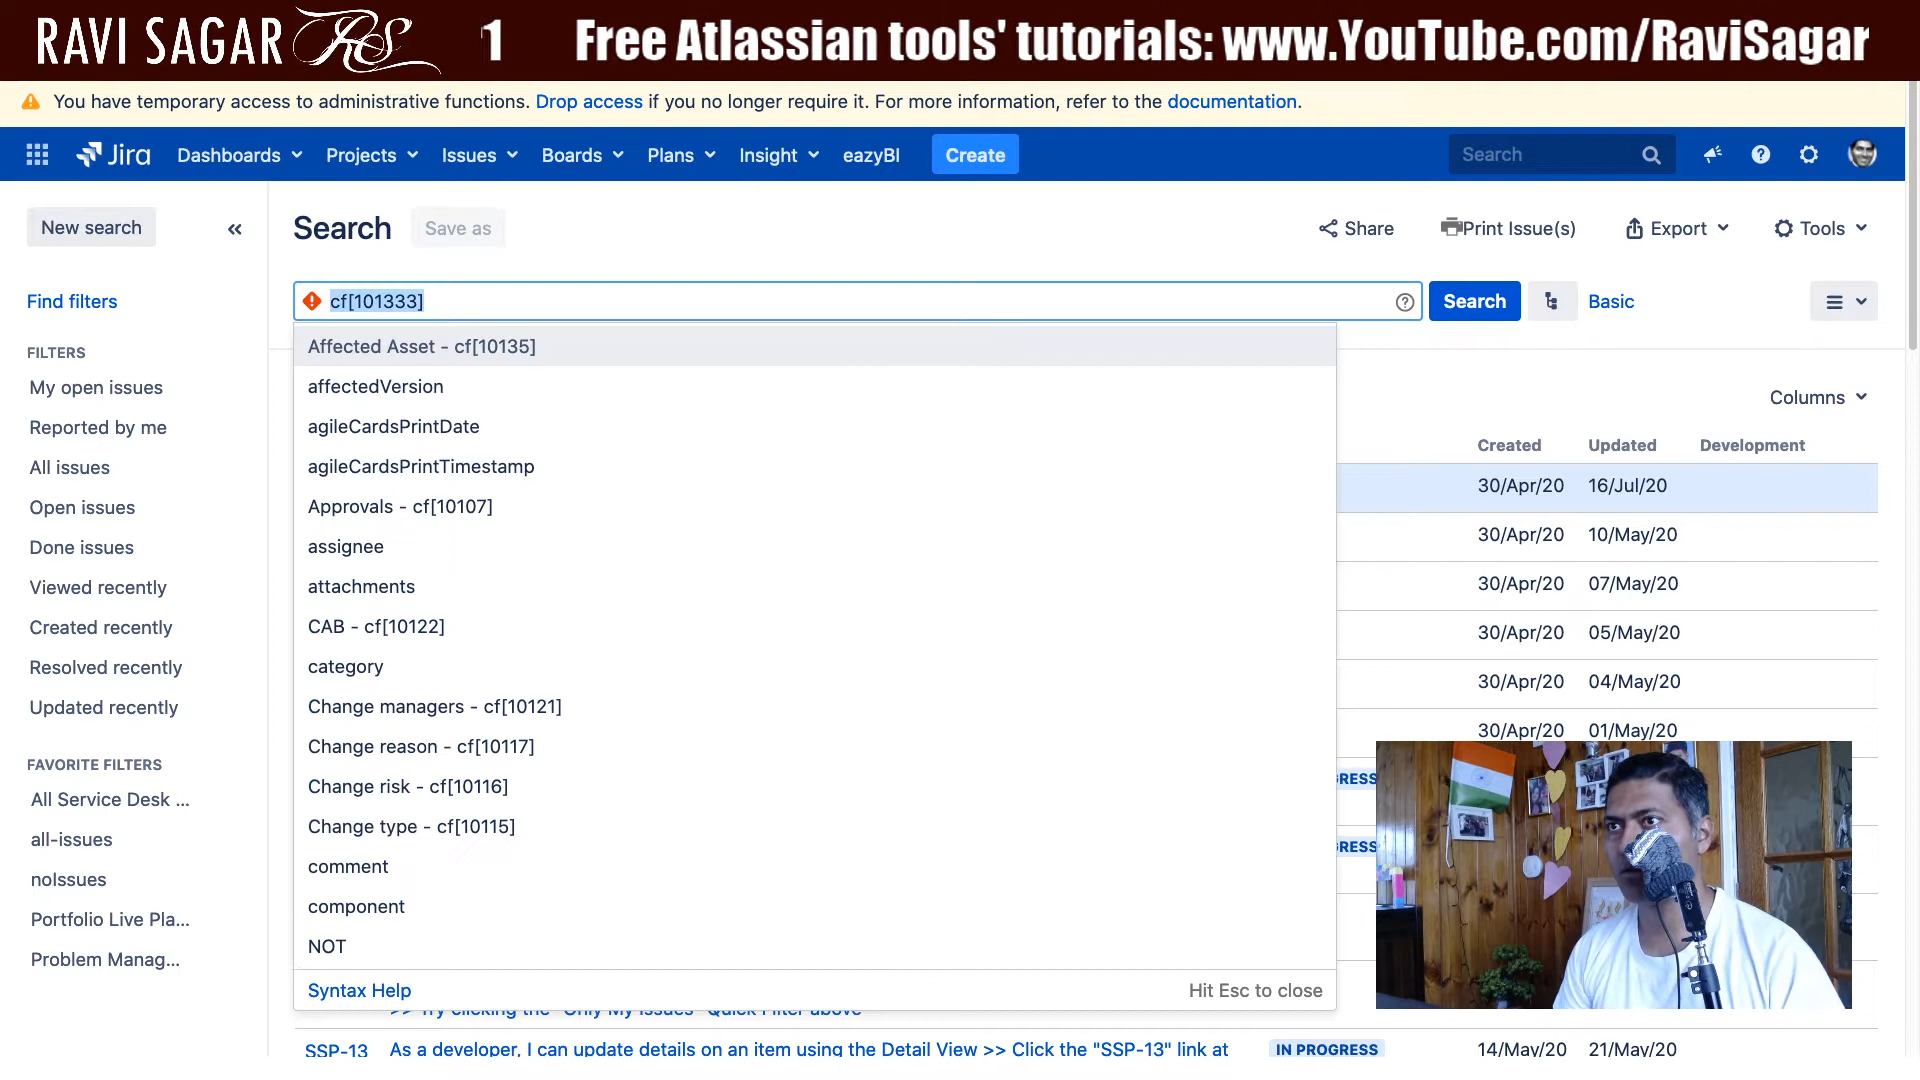 RAVI SAGAR RS 1 Free Atlassian tools' tutorials: www.YouTube.com/RaviSagar
You have temporary access to administrative functions. Drop access if you no longer require it. For more information, refer to the documentation.
Jira Dashboards Projects Issues Boards Plans Insight eazyBI Create Search
New search Search Save as Share Print Issue(s) Export Tools
Find filters cf[101333] Search Basic
FILTERS
My open issues
Reported by me
All issues
Open issues
Done issues
Viewed recently
Created recently
Resolved recently
Updated recently
FAVORITE FILTERS
All Service Desk ...
all-issues
noIssues
Portfolio Live Pla...
Problem Manag...
Affected Asset - cf[10135]
affectedVersion
agileCardsPrintDate
agileCardsPrintTimestamp
Approvals - cf[10107]
assignee
attachments
CAB - cf[10122]
category
Change managers - cf[10121]
Change reason - cf[10117]
Change risk - cf[10116]
Change type - cf[10115]
comment
component
NOT
Syntax Help Hit Esc to close
Columns
Created Updated Development
30/Apr/20 16/Jul/20
30/Apr/20 10/May/20
30/Apr/20 07/May/20
30/Apr/20 05/May/20
30/Apr/20 04/May/20
30/Apr/20 01/May/20
>> Try clicking the "Only My Issues" Quick Filter above
SSP-13 As a developer, I can update details on an item using the Detail View >> Click the "SSP-13" link at IN PROGRESS 14/May/20 21/May/20